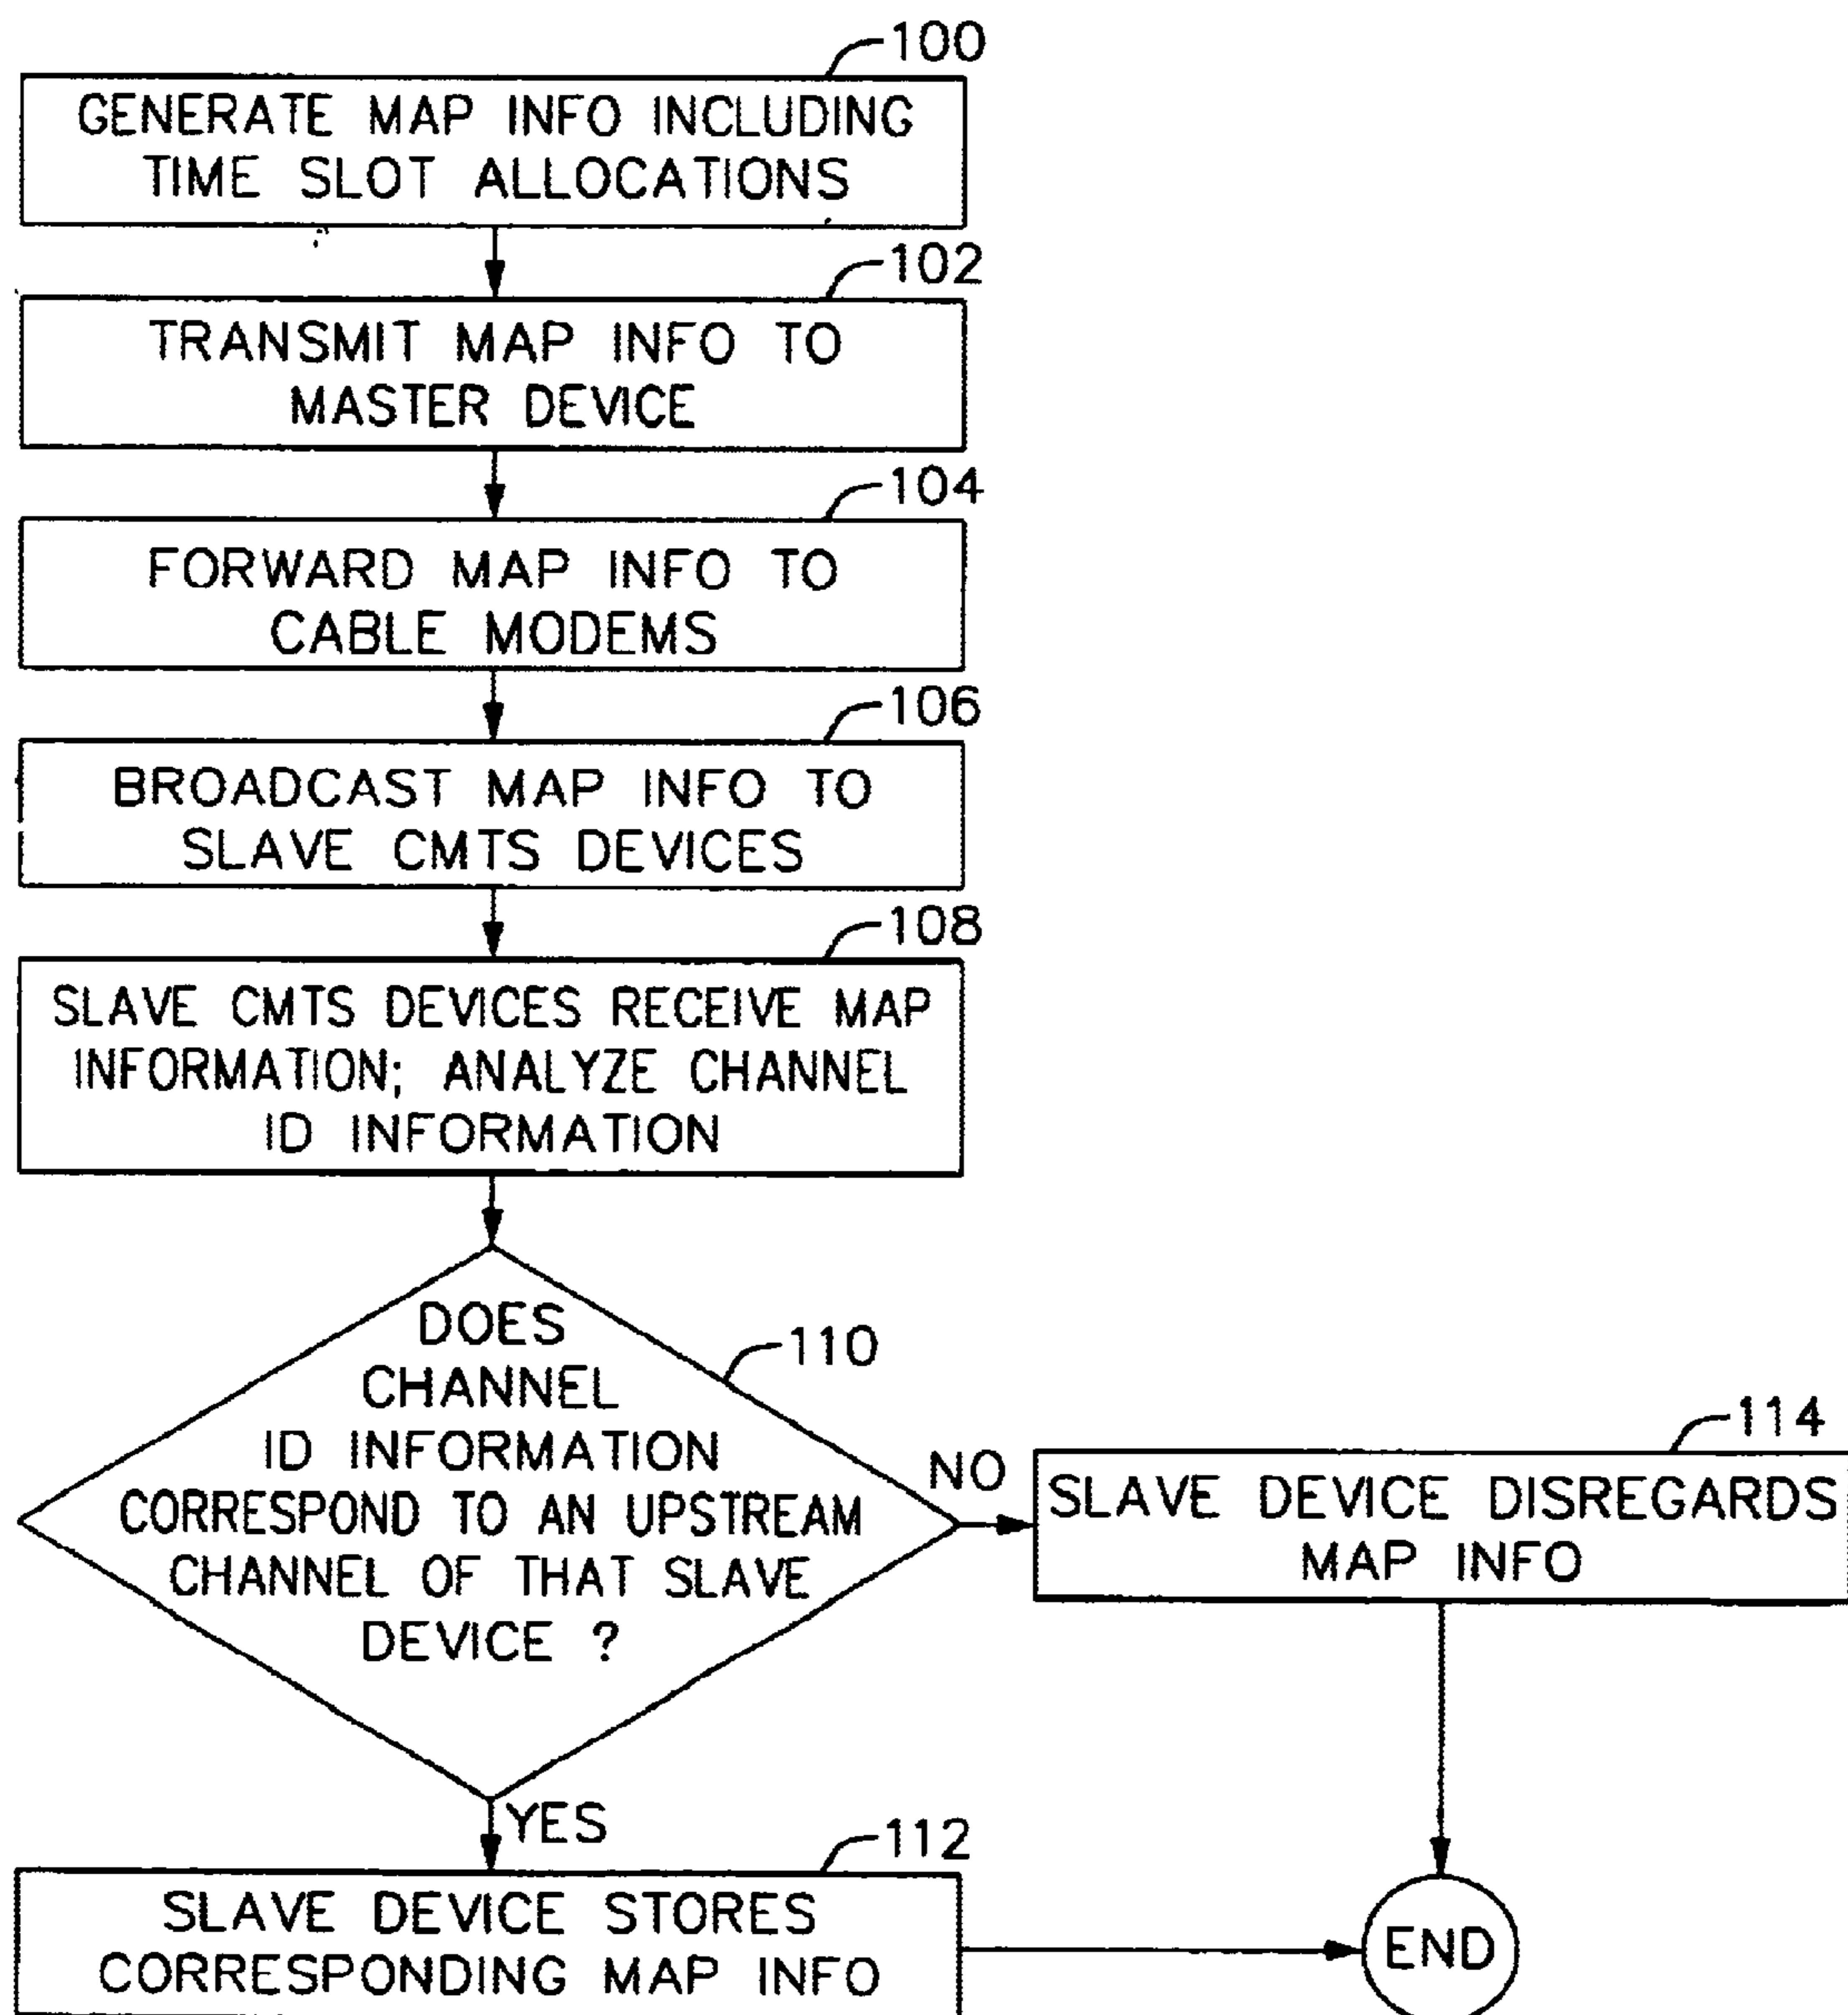 100
GENERATE MAP INFO INCLUDING
TIME SLOT ALLOCATIONS
102
TRANSMIT MAP INFO TO
MASTER DEVICE
104
FORWARD MAP INFO TO
CABLE MODEMS
106
BROADCAST MAP INFO TO
SLAVE CMTS DEVICES
108
SLAVE CMTS DEVICES RECEIVE MAP
INFORMATION; ANALYZE CHANNEL
ID INFORMATION
110
DOES
CHANNEL
ID INFORMATION
CORRESPOND TO AN UPSTREAM
CHANNEL OF THAT SLAVE
DEVICE ?
NO
114
SLAVE DEVICE DISREGARDS
MAP INFO
YES
112
SLAVE DEVICE STORES
CORRESPONDING MAP INFO
END